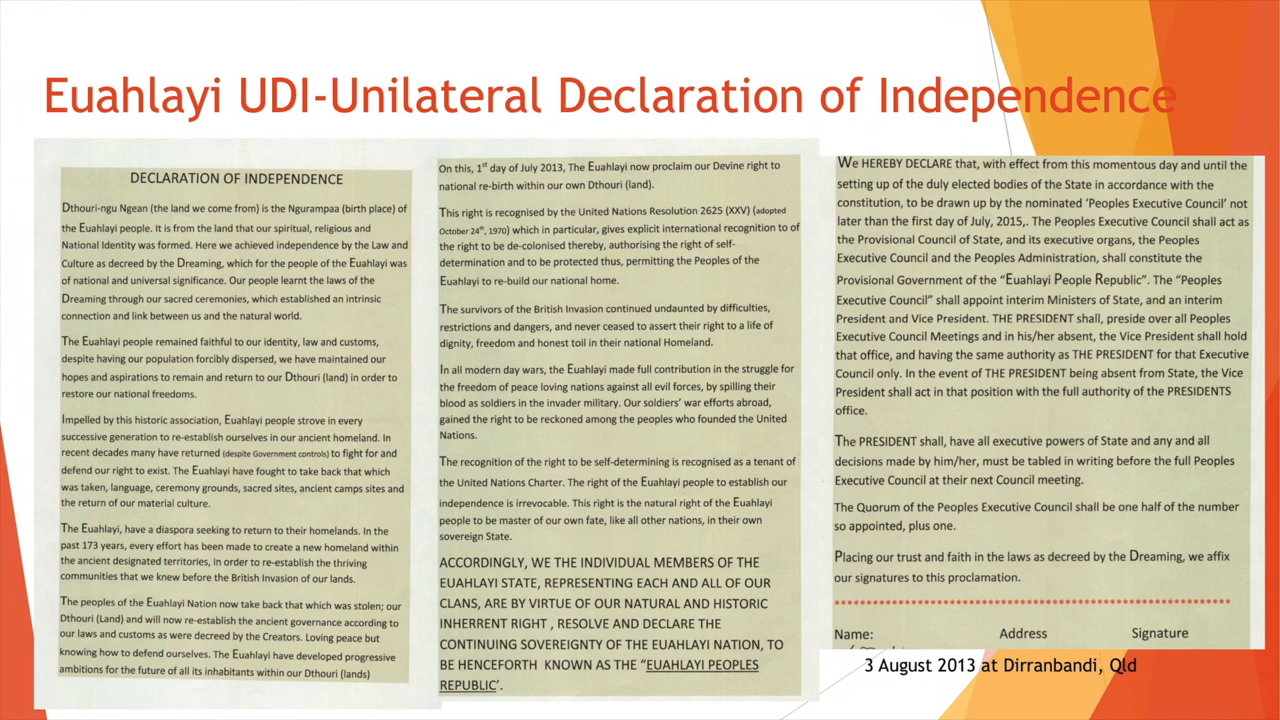 Euahlayi UDI-Unilateral Declaration of Independence
DECLARATION OF INDEPENDENCE
Dthouri-ngu Ngean (the land we come from) is the Ngurampaa (birth place) of
the Euahlayi people. It is from the land that our spiritual, religious and
National Identity was formed. Here we achieved independence by the Law and
Culture as decreed by the Dreaming, which for the people of the Euahlayi was
of national and universal significance. Our people learnt the laws of the
Dreaming through our sacred ceremonies, which established an intrinsic
connection and link between us and the natural world.
The Euahlayi people remained faithful to our identity, law and customs,
despite having our population forcibly dispersed, we have maintained our
hopes and aspirations to remain and return to our Dthouri (land) in order to
restore our national freedoms.
Impelled by this historic association, Euahlayi people strove in every
successive generation to re-establish ourselves in our ancient homeland. In
recent decades many have returned (despite Government controls) to fight for and
defend our right to exist. The Euahlayi have fought to take back that which
was taken, language, ceremony grounds, sacred sites, ancient camps sites and
the return of our material culture.
The Euahlayi, have a diaspora seeking to return to their homelands. In the
past 173 years, every effort has been made to create a new homeland within
the ancient designated territories, in order to re-establish the thriving
communities that we knew before the British Invasion of our lands.
The peoples of the Euahlayi Nation now take back that which was stolen; our
Dthouri (Land) and will now re-establish the ancient governance according to
our laws and customs as were decreed by the Creators. Loving peace but
knowing how to defend ourselves. The Euahlayi have developed progressive
ambitions for the future of all its inhabitants within our Dthouri (lands)
On this, 1st day of July 2013, The Euahlayi now proclaim our Devine right to
national re-birth within our own Dthouri (land).
This right is recognised by the United Nations Resolution 2625 (XXV) (adopted
October 24th, 1970) which in particular, gives explicit international recognition to of
the right to be de-colonised thereby, authorising the right of self-
determination and to be protected thus, permitting the Peoples of the
Euahlayi to re-build our national home.
The survivors of the British Invasion continued undaunted by difficulties,
restrictions and dangers, and never ceased to assert their right to a life of
dignity, freedom and honest toil in their national Homeland.
In all modern day wars, the Euahlayi made full contribution in the struggle for
the freedom of peace loving nations against all evil forces, by spilling their
blood as soldiers in the invader military. Our soldiers' war efforts abroad,
gained the right to be reckoned among the peoples who founded the United
Nations.
The recognition of the right to be self-determining is recognised as a tenant of
the United Nations Charter. The right of the Euahlayi people to establish our
independence is irrevocable. This right is the natural right of the Euahlayi
people to be master of our own fate, like all other nations, in their own
sovereign State.
ACCORDINGLY, WE THE INDIVIDUAL MEMBERS OF THE
EUAHLAYI STATE, REPRESENTING EACH AND ALL OF OUR
CLANS, ARE BY VIRTUE OF OUR NATURAL AND HISTORIC
INHERRENT RIGHT , RESOLVE AND DECLARE THE
CONTINUING SOVEREIGNTY OF THE EUAHLAYI NATION, TO
BE HENCEFORTH KNOWN AS THE "EUAHLAYI PEOPLES
REPUBLIC'.
We HEREBY DECLARE that, with effect from this momentous day and until the
setting up of the duly elected bodies of the State in accordance with the
constitution, to be drawn up by the nominated 'Peoples Executive Council' not
later than the first day of July, 2015,. The Peoples Executive Council shall act as
the Provisional Council of State, and its executive organs, the Peoples
Executive Council and the Peoples Administration, shall constitute the
Provisional Government of the "Euahlayi People Republic". The "Peoples
Executive Council" shall appoint interim Ministers of State, and an interim
President and Vice President. THE PRESIDENT shall, preside over all Peoples
Executive Council Meetings and in his/her absent, the Vice President shall hold
that office, and having the same authority as THE PRESIDENT for that Executive
Council only. In the event of THE PRESIDENT being absent from State, the Vice
President shall act in that position with the full authority of the PRESIDENTS
office.
The PRESIDENT shall, have all executive powers of State and any and all
decisions made by him/her, must be tabled in writing before the full Peoples
Executive Council at their next Council meeting.
The Quorum of the Peoples Executive Council shall be one half of the number
so appointed, plus one.
Placing our trust and faith in the laws as decreed by the Dreaming, we affix
our signatures to this proclamation.
Name: Address Signature
3 August 2013 at Dirranbandi, Qld